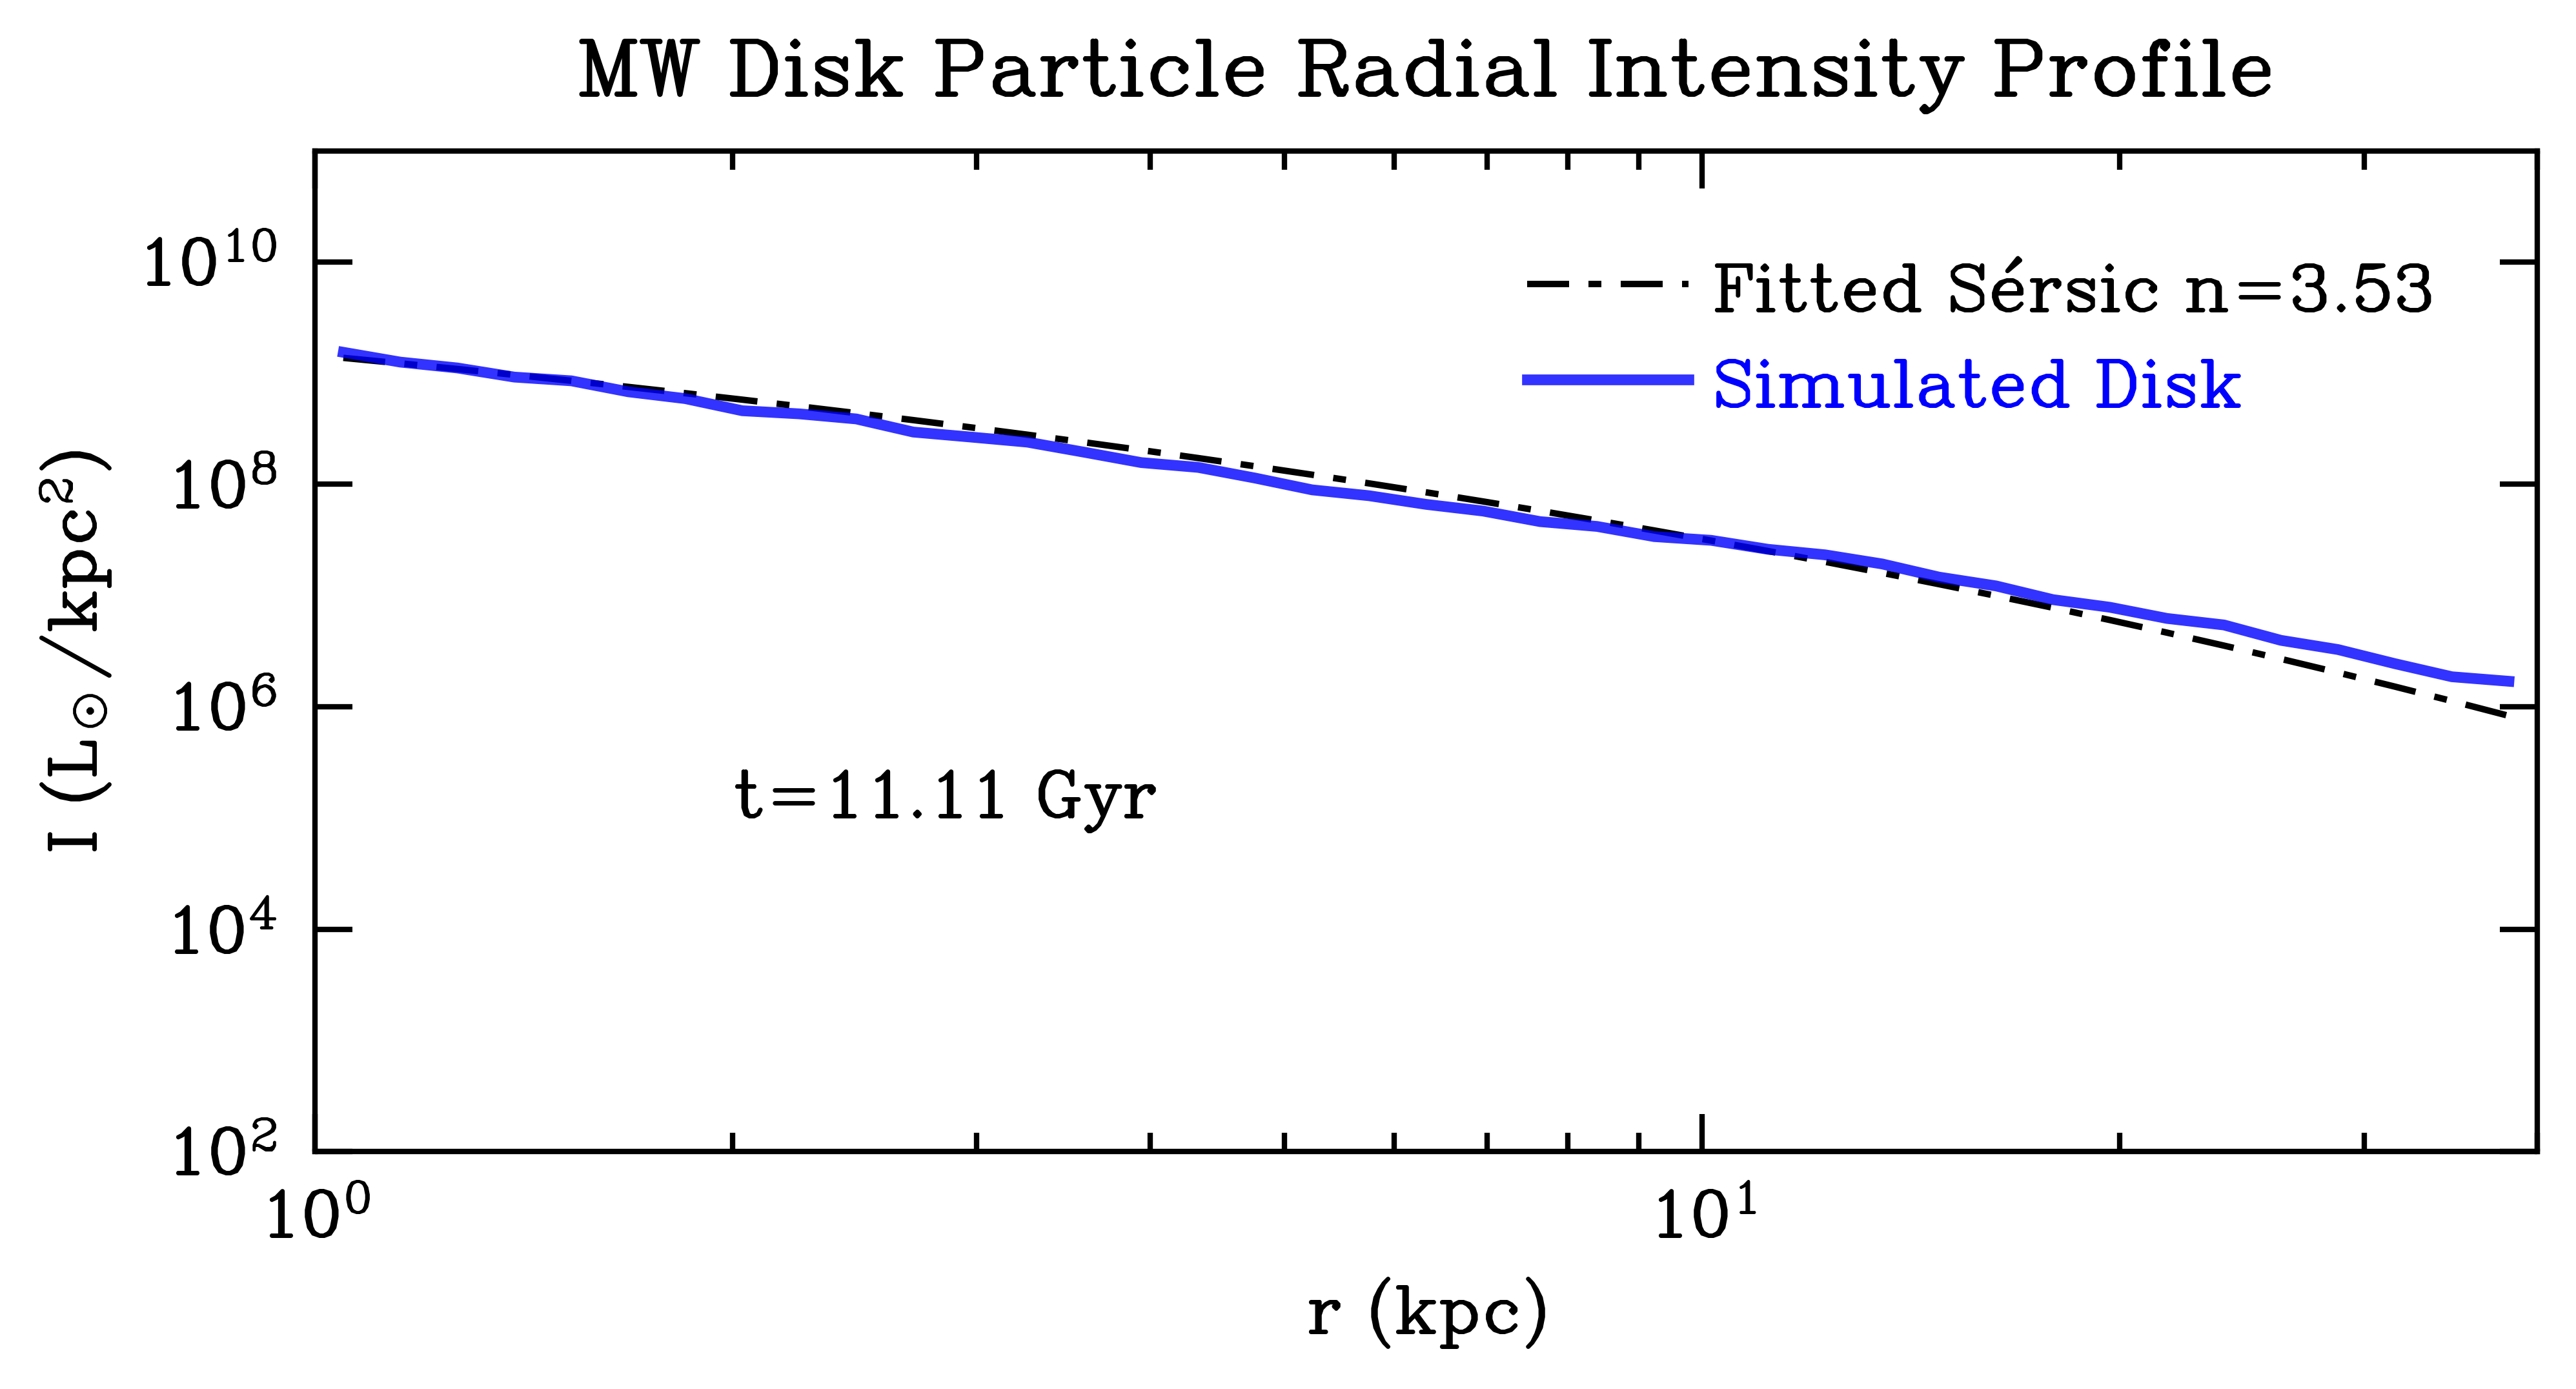 MW Disk Particle Radial Intensity Profile
10^10
10^8
10^6
10^4
10^2
I (L⊙/kpc^2)
Fitted Sérsic n=3.53
Simulated Disk
t=11.11 Gyr
10^0
10^1
r (kpc)